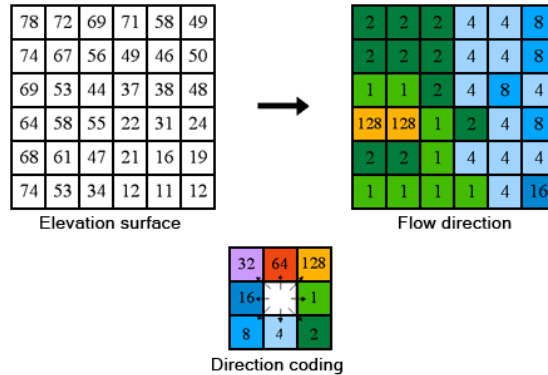 78 72 69 71 58 49 2 2 2 4 4 8
74 67 56 49 46 50 2 2 2 4 4 8
69 53 44 37 38 48 1 1 2 4 8 4
64 58 55 22 31 24 128 128 1 2 4 8
68 61 47 21 16 19 2 2 1 4 4 4
74 53 34 12 11 12 1 1 1 1 4 16
Elevation surface Flow direction
32 64 128
16 1
8 4 2
Direction coding